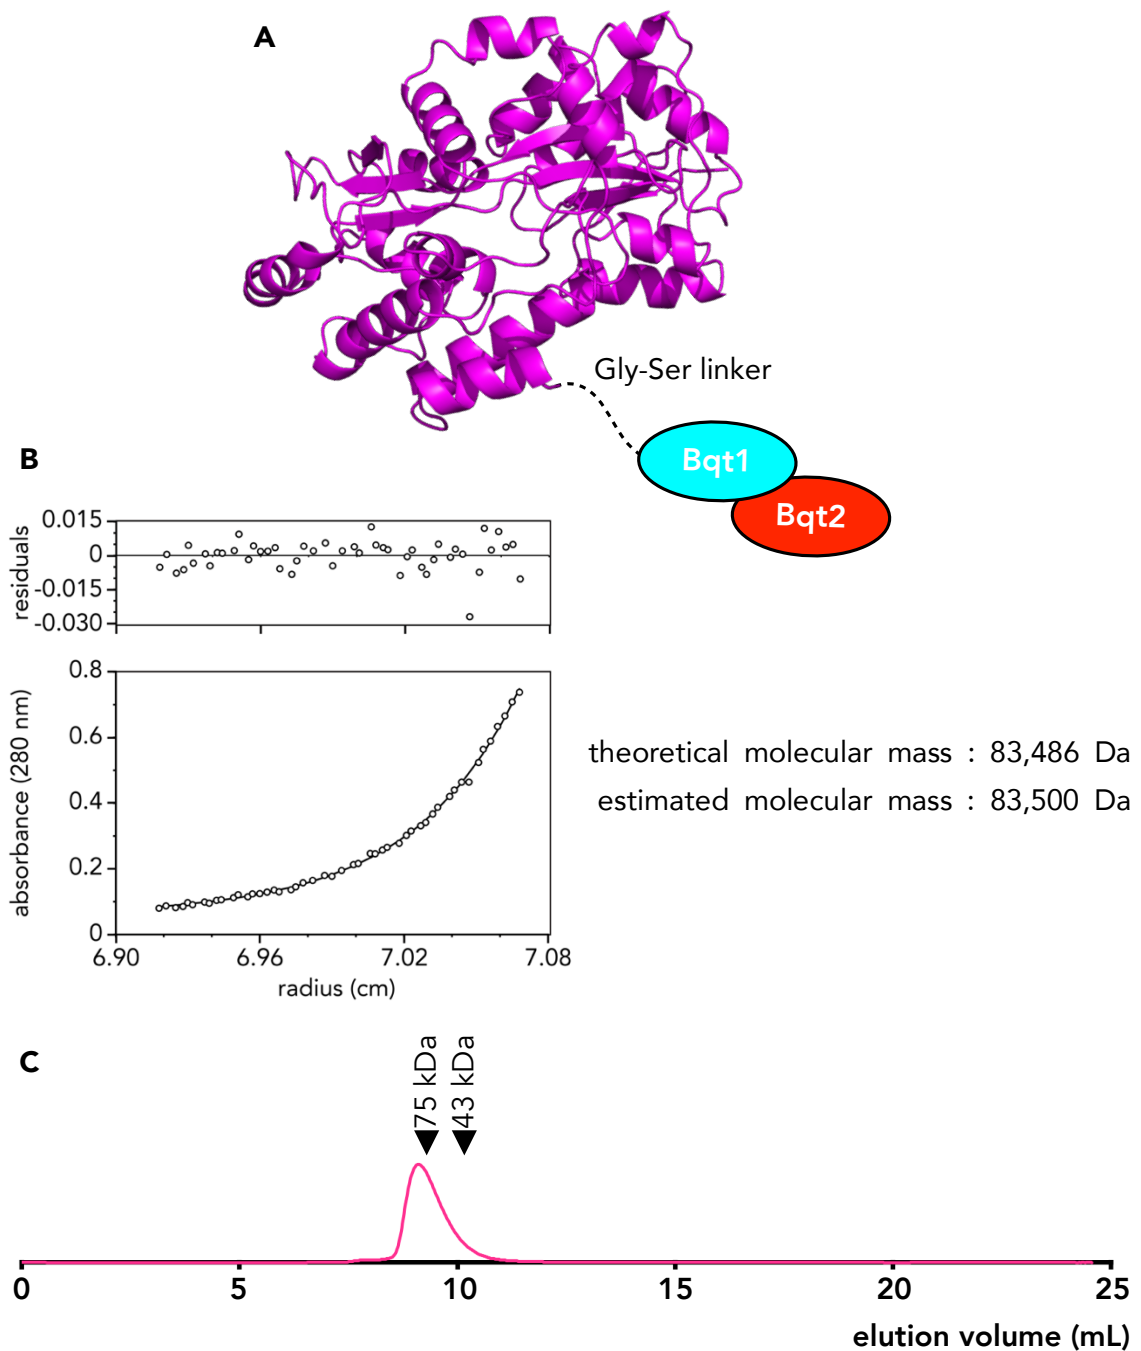 A
Gly-Ser linker
Bqt1
Bqt2
B
0.015
0
-0.015
-0.030
residuals
0.8
0.6
0.4
0.2
0
absorbance (280 nm)
6.90 6.96 7.02 7.08
radius (cm)
theoretical molecular mass : 83,486 Da
estimated molecular mass : 83,500 Da
C
75 kDa
43 kDa
0 5 10 15 20 25
elution volume (mL)